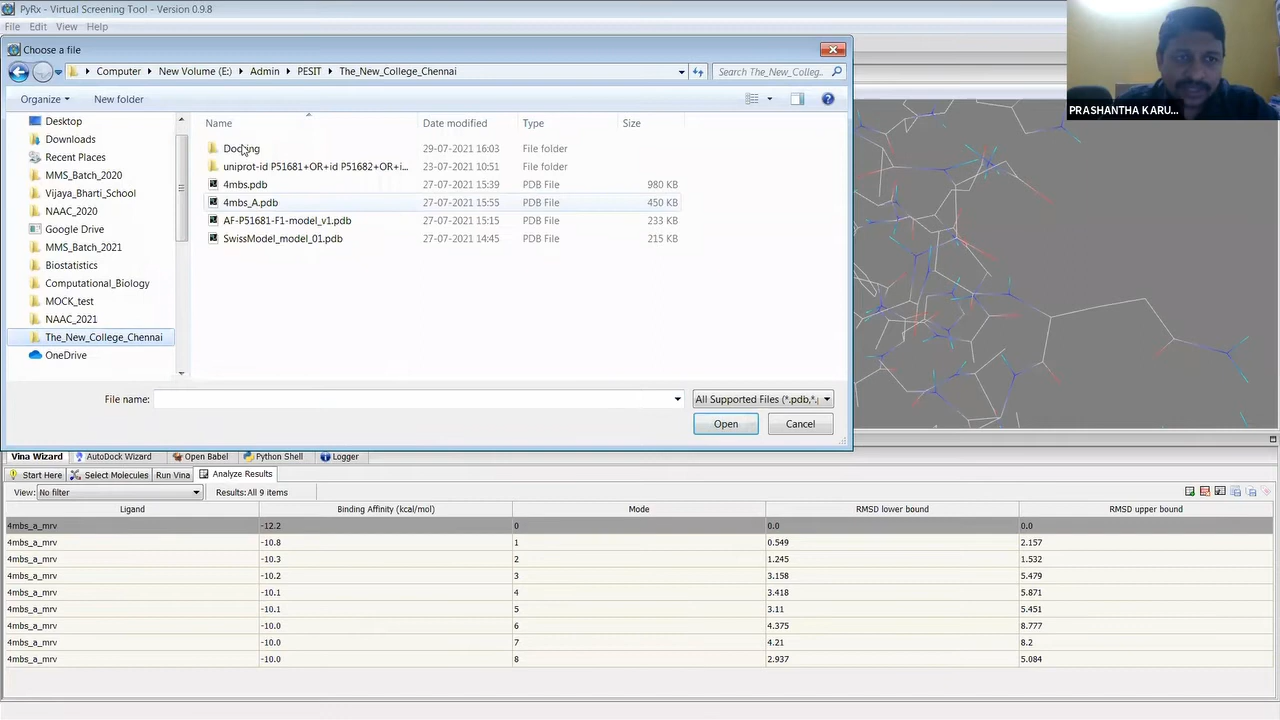 PyRx - Virtual Screening Tool - Version 0.9.8
File Edit View Help
Choose a file
Computer New Volume (E:) Admin PESIT The_New_College_Chennai
Search The_New_Colleg...
Organize New folder
Name Date modified Type Size
Desktop
Downloads
Recent Places
MMS_Batch_2020
Vijaya_Bharti_School
NAAC_2020
Google Drive
MMS_Batch_2021
Biostatistics
Computational_Biology
MOCK_test
NAAC_2021
The_New_College_Chennai
OneDrive
Docking 29-07-2021 16:03 File folder
uniprot-id P51681+OR+id P51682+OR+i... 23-07-2021 10:51 File folder
4mbs.pdb 27-07-2021 15:39 PDB File 980 KB
4mbs_A.pdb 27-07-2021 15:55 PDB File 450 KB
AF-P51681-F1-model_v1.pdb 27-07-2021 15:15 PDB File 233 KB
SwissModel_model_01.pdb 27-07-2021 14:45 PDB File 215 KB
File name: All Supported Files (*.pdb,*.
Open Cancel
PRASHANTHA KARU...
Vina Wizard AutoDock Wizard Open Babel Python Shell Logger
Start Here Select Molecules Run Vina Analyze Results
View: No filter Results: All 9 items
Ligand Binding Affinity (kcal/mol) Mode RMSD lower bound RMSD upper bound
4mbs_a_mrv -12.2 0 0.0 0.0
4mbs_a_mrv -10.8 1 0.549 2.157
4mbs_a_mrv -10.3 2 1.245 1.532
4mbs_a_mrv -10.2 3 3.158 5.479
4mbs_a_mrv -10.1 4 3.418 5.871
4mbs_a_mrv -10.1 5 3.11 5.451
4mbs_a_mrv -10.0 6 4.375 8.777
4mbs_a_mrv -10.0 7 4.21 8.2
4mbs_a_mrv -10.0 8 2.937 5.084